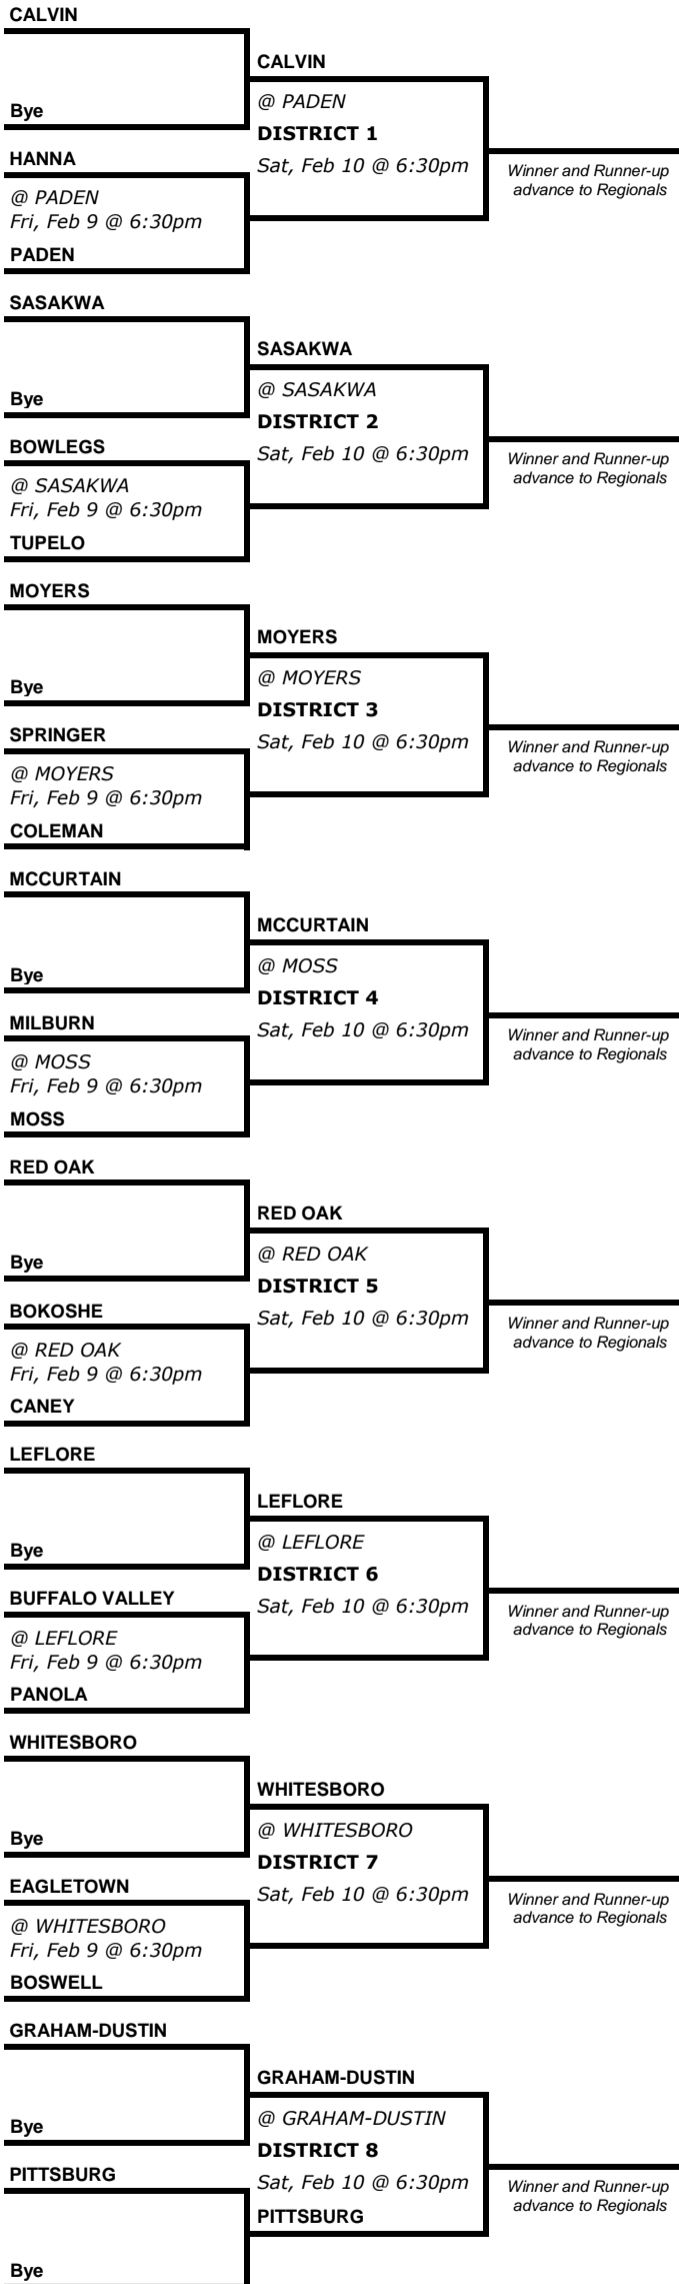 CALVIN
CALVIN
@ PADEN
Bye
DISTRICT 1
HANNA
Sat, Feb 10 @ 6:30pm
Winner and Runner-up
advance to Regionals
@ PADEN
Fri, Feb 9 @ 6:30pm
PADEN
SASAKWA
SASAKWA
@ SASAKWA
Bye
DISTRICT 2
BOWLEGS
Sat, Feb 10 @ 6:30pm
Winner and Runner-up
advance to Regionals
@ SASAKWA
Fri, Feb 9 @ 6:30pm
TUPELO
MOYERS
MOYERS
@ MOYERS
Bye
DISTRICT 3
SPRINGER
Sat, Feb 10 @ 6:30pm
Winner and Runner-up
advance to Regionals
@ MOYERS
Fri, Feb 9 @ 6:30pm
COLEMAN
MCCURTAIN
MCCURTAIN
@ MOSS
Bye
DISTRICT 4
MILBURN
Sat, Feb 10 @ 6:30pm
Winner and Runner-up
advance to Regionals
@ MOSS
Fri, Feb 9 @ 6:30pm
MOSS
RED OAK
RED OAK
@ RED OAK
Bye
DISTRICT 5
BOKOSHE
Sat, Feb 10 @ 6:30pm
Winner and Runner-up
advance to Regionals
@ RED OAK
Fri, Feb 9 @ 6:30pm
CANEY
LEFLORE
LEFLORE
@ LEFLORE
Bye
DISTRICT 6
BUFFALO VALLEY
Sat, Feb 10 @ 6:30pm
Winner and Runner-up
advance to Regionals
@ LEFLORE
Fri, Feb 9 @ 6:30pm
PANOLA
WHITESBORO
WHITESBORO
@ WHITESBORO
Bye
DISTRICT 7
EAGLETOWN
Sat, Feb 10 @ 6:30pm
Winner and Runner-up
advance to Regionals
@ WHITESBORO
Fri, Feb 9 @ 6:30pm
BOSWELL
GRAHAM-DUSTIN
GRAHAM-DUSTIN
@ GRAHAM-DUSTIN
Bye
DISTRICT 8
PITTSBURG
Sat, Feb 10 @ 6:30pm
Winner and Runner-up
advance to Regionals
PITTSBURG
Bye